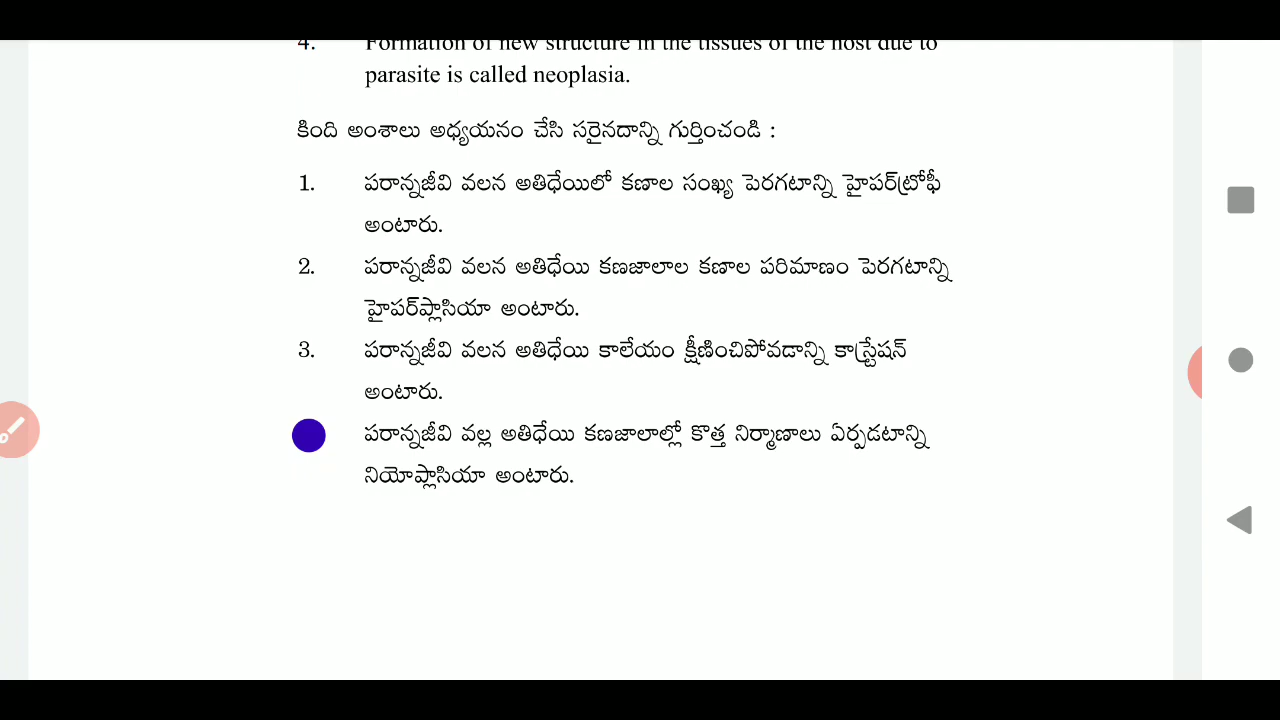 4. Formation of new structure in the tissues of the host due to
parasite is called neoplasia.
కింది అంశాలు అధ్యయనం చేసి సరైనదాన్ని గుర్తించండి :
1. పరాన్నజీవి వలన అతిధేయిలో కణాల సంఖ్య పెరగటాన్ని హైపర్‌ట్రోఫీ
అంటారు.
2. పరాన్నజీవి వలన అతిధేయి కణజాలాల కణాల పరిమాణం పెరగటాన్ని
హైపర్‌ప్లాసియా అంటారు.
3. పరాన్నజీవి వలన అతిధేయి కాలేయం క్షీణించిపోవడాన్ని కాస్ట్రేషన్
అంటారు.
పరాన్నజీవి వల్ల అతిధేయి కణజాలాల్లో కొత్త నిర్మాణాలు ఏర్పడటాన్ని
నియోప్లాసియా అంటారు.